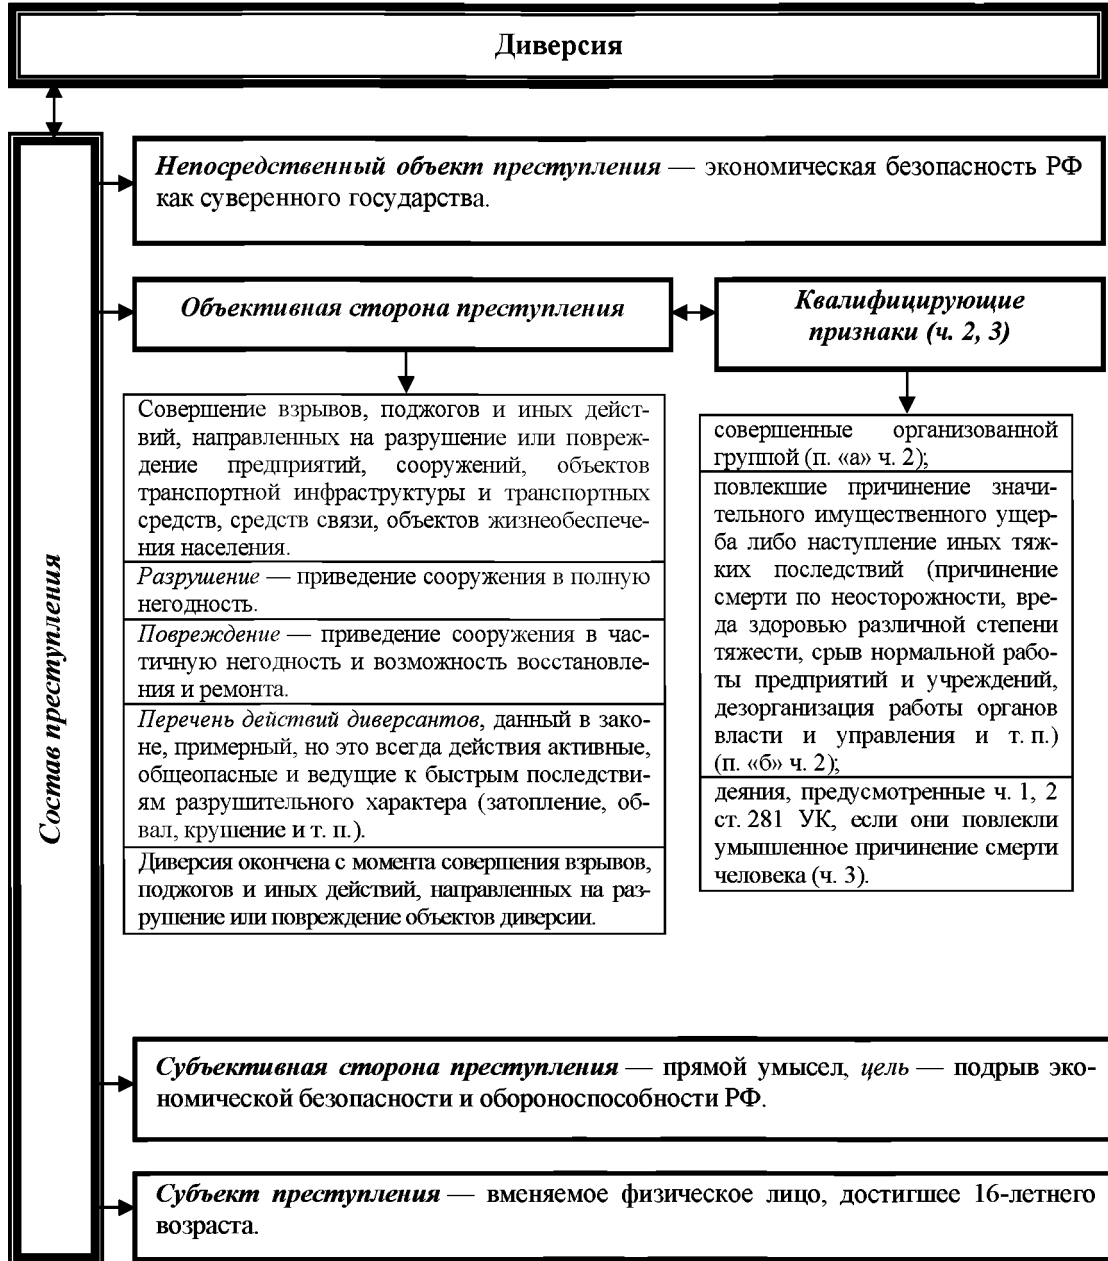 Диверсия
Состав преступления
Непосредственный объект преступления — экономическая безопасность РФ
как суверенного государства.
Объективная сторона преступления
Совершение взрывов, поджогов и иных дейст-
вий, направленных на разрушение или повреж-
дение предприятий, сооружений, объектов
транспортной инфраструктуры и транспортных
средств, средств связи, объектов жизнеобеспече-
ния населения.
Разрушение — приведение сооружения в полную
негодность.
Повреждение — приведение сооружения в час-
тичную негодность и возможность восстановле-
ния и ремонта.
Перечень действий диверсантов, данный в зако-
не, примерный, но это всегда действия активные,
общеопасные и ведущие к быстрым последстви-
ям разрушительного характера (затопление, об-
вал, крушение и т. п.).
Диверсия окончена с момента совершения взрывов,
поджогов и иных действий, направленных на раз-
рушение или повреждение объектов диверсии.
Квалифицирующие
признаки (ч. 2, 3)
совершенные организованной
группой (п. «а» ч. 2);
повлекшие причинение значи-
тельного имущественного ущер-
ба либо наступление иных тяж-
ких последствий (причинение
смерти по неосторожности, вре-
да здоровью различной степени
тяжести, срыв нормальной рабо-
ты предприятий и учреждений,
дезорганизация работы органов
власти и управления и т. п.)
(п. «б» ч. 2);
деяния, предусмотренные ч. 1, 2
ст. 281 УК, если они повлекли
умышленное причинение смерти
человека (ч. 3).
Субъективная сторона преступления — прямой умысел, цель — подрыв эко-
номической безопасности и обороноспособности РФ.
Субъект преступления — вменяемое физическое лицо, достигшее 16-летнего
возраста.